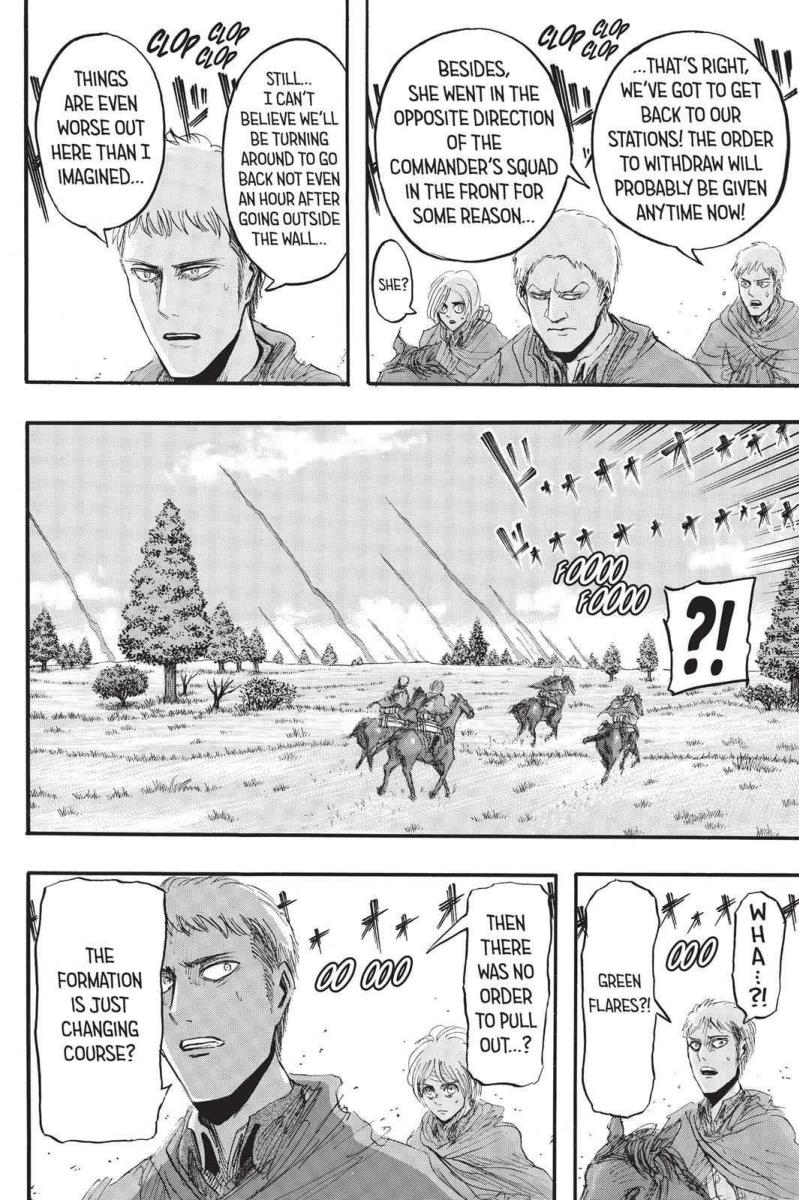 CLOP
CLOP
CLOP
...THAT'S RIGHT,
WE'VE GOT TO GET
BACK TO OUR
STATIONS! THE ORDER
TO WITHDRAW WILL
PROBABLY BE GIVEN
ANYTIME NOW!
BESIDES,
SHE WENT IN THE
OPPOSITE DIRECTION
OF THE
COMMANDER'S SQUAD
IN THE FRONT FOR
SOME REASON...
SHE?
CLOP
CLOP
CLOP
STILL...
I CAN'T
BELIEVE WE'LL
BE TURNING
AROUND TO GO
BACK NOT EVEN
AN HOUR AFTER
GOING OUTSIDE
THE WALL...
THINGS
ARE EVEN
WORSE OUT
HERE THAN I
IMAGINED...
FOOOO
FOOOO
?!
WHA...?!
GREEN
FLARES?!
OOO
THEN
THERE
WAS NO
ORDER
TO PULL
OUT...?
OO OOO
THE
FORMATION
IS JUST
CHANGING
COURSE?